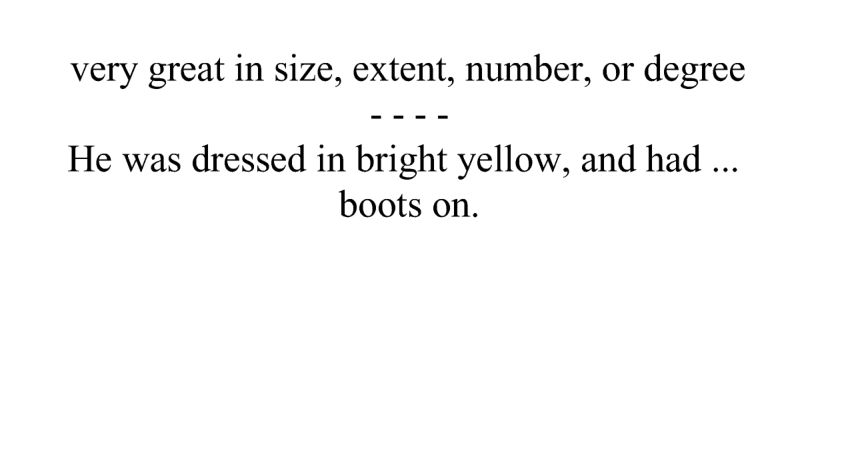 very great in size, extent, number, or degree
- - - -
He was dressed in bright yellow, and had ...
boots on.